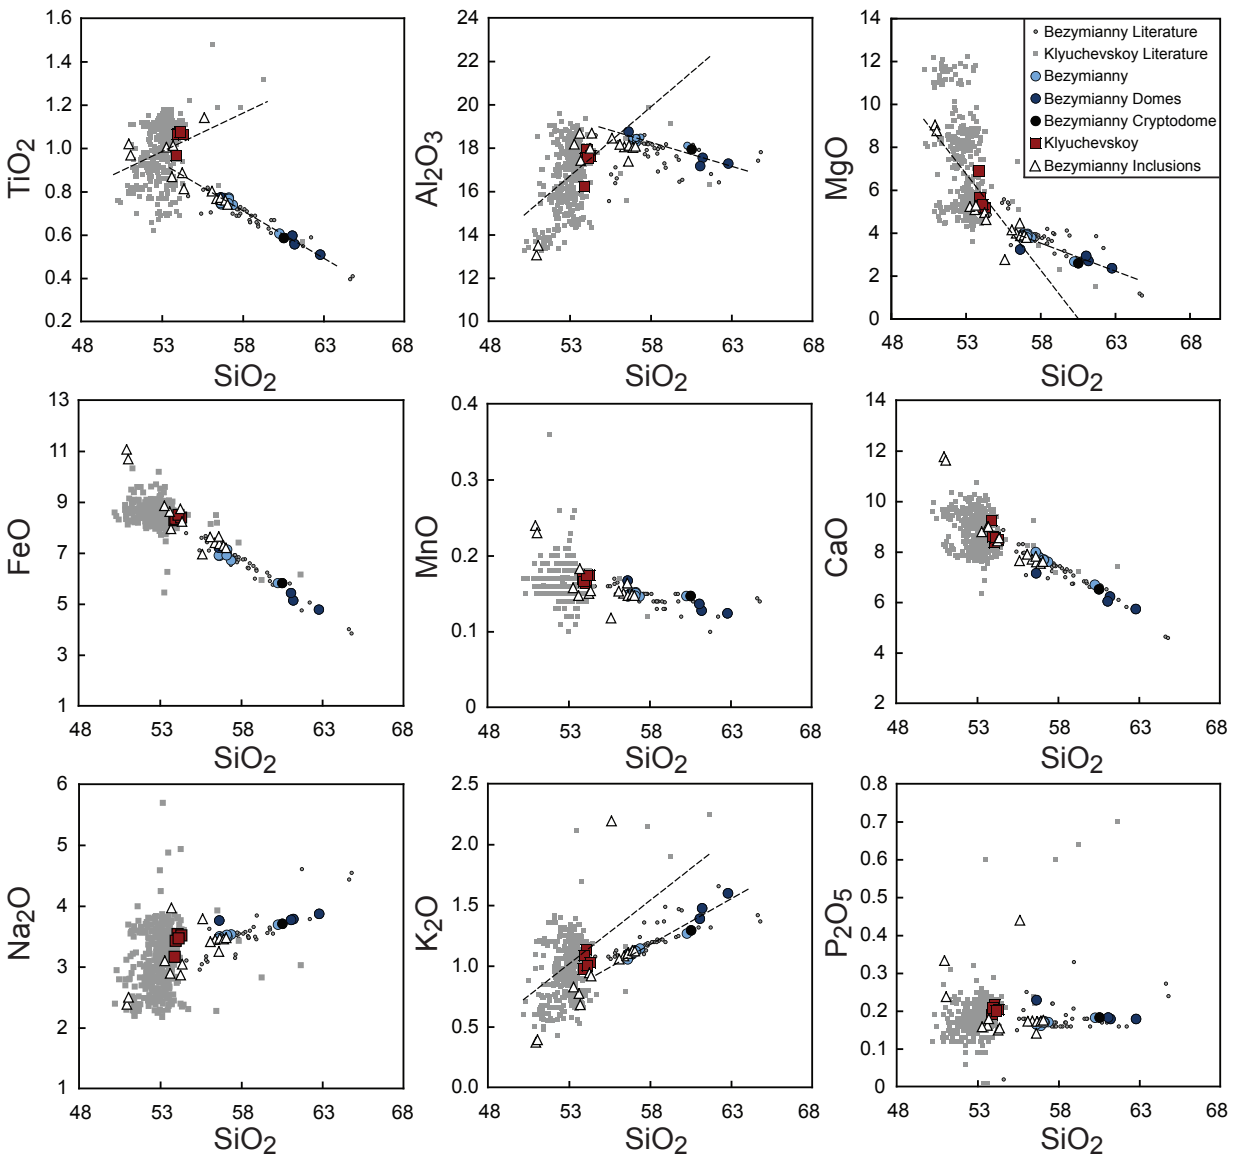 1.6
1.4
1.2
1.0
0.8
0.6
0.4
0.2
TiO2
48 53 58 63 68
SiO2
24
22
20
18
16
14
12
10
Al2O3
48 53 58 63 68
SiO2
14
12
10
8
6
4
2
0
MgO
48 53 58 63 68
SiO2
Bezymianny Literature
Klyuchevskoy Literature
Bezymianny
Bezymianny Domes
Bezymianny Cryptodome
Klyuchevskoy
Bezymianny Inclusions
13
11
9
7
5
3
1
FeO
48 53 58 63 68
SiO2
0.4
0.3
0.2
0.1
0
MnO
48 53 58 63 68
SiO2
14
12
10
8
6
4
2
CaO
48 53 58 63 68
SiO2
6
5
4
3
2
1
Na2O
48 53 58 63 68
SiO2
2.5
2.0
1.5
1.0
0.5
0.0
K2O
48 53 58 63 68
SiO2
0.8
0.7
0.6
0.5
0.4
0.3
0.2
0.1
0
P2O5
48 53 58 63 68
SiO2